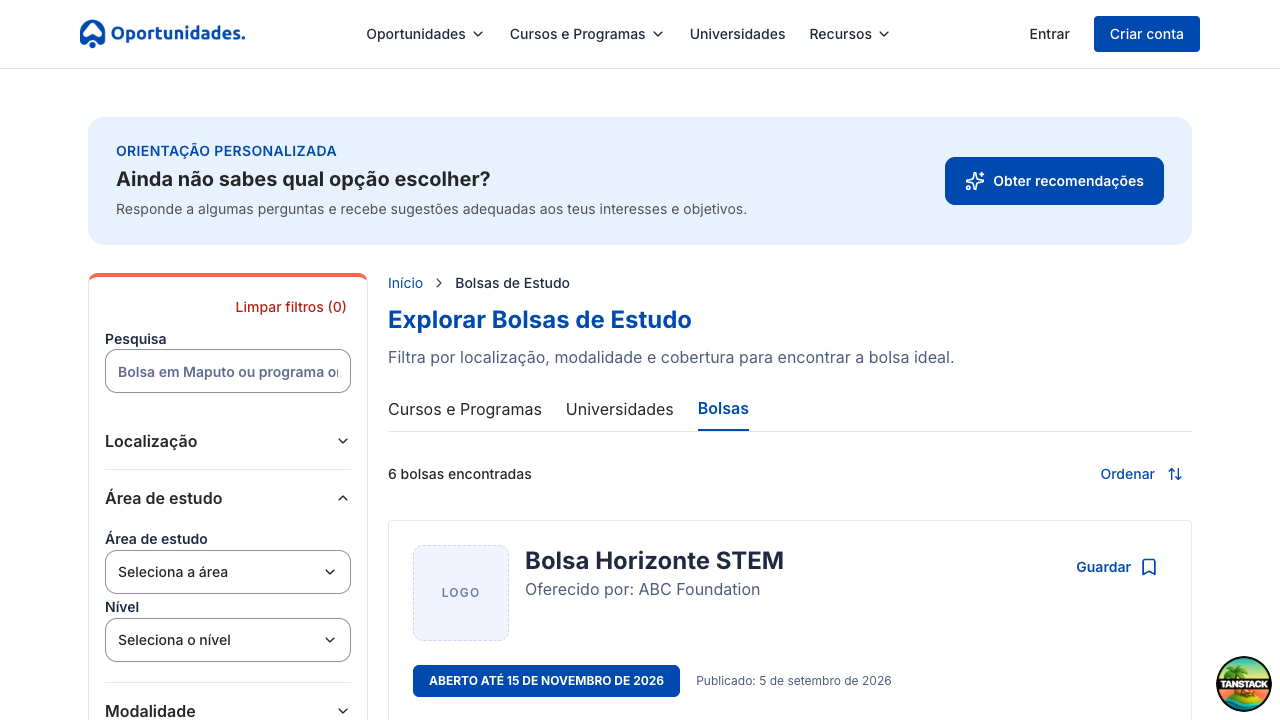 Oportunidades.
Oportunidades
Cursos e Programas
Universidades
Recursos
Entrar
Criar conta
ORIENTAÇÃO PERSONALIZADA
Ainda não sabes qual opção escolher?
Responde a algumas perguntas e recebe sugestões adequadas aos teus interesses e objetivos.
Obter recomendações
Limpar filtros (0)
Pesquisa
Bolsa em Maputo ou programa o
Localização
Área de estudo
Área de estudo
Seleciona a área
Nível
Seleciona o nível
Modalidade
Início
Bolsas de Estudo
Explorar Bolsas de Estudo
Filtra por localização, modalidade e cobertura para encontrar a bolsa ideal.
Cursos e Programas
Universidades
Bolsas
6 bolsas encontradas
Ordenar
LOGO
Bolsa Horizonte STEM
Oferecido por: ABC Foundation
Guardar
ABERTO ATÉ 15 DE NOVEMBRO DE 2026
Publicado: 5 de setembro de 2026
TANSTACK